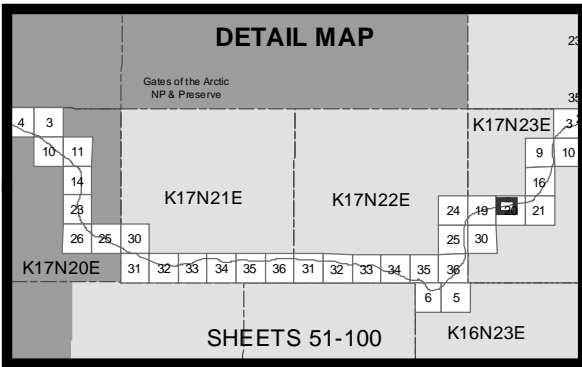 DETAIL MAP
23
Gates of the Arctic
NP & Preserve
35
4 3
K17N23E
3
10 11
9 10
14
16
K17N21E
K17N22E
23
24 19 20 21
26 25 30
25 30
K17N20E
31 32 33 34 35 36 31 32 33 34 35 36
6 5
SHEETS 51-100
K16N23E